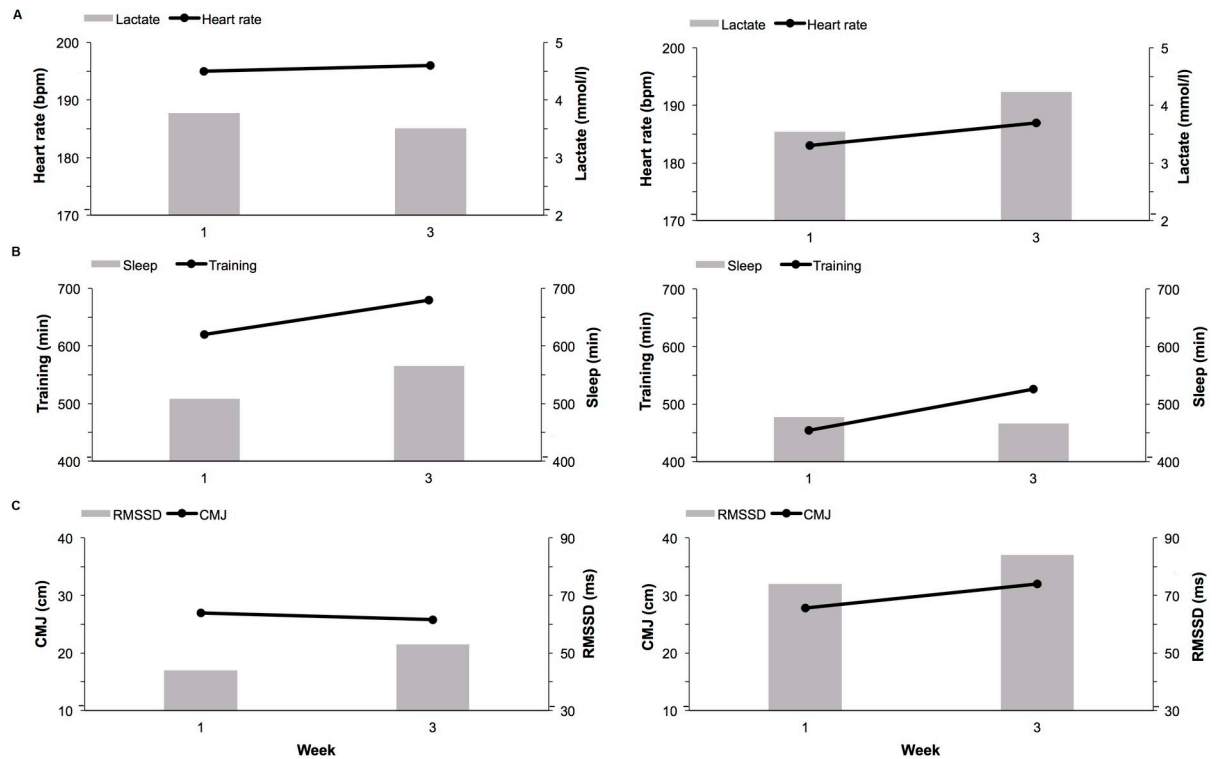 A
Lactate Heart rate
200
190
180
170
Heart rate (bpm)
5
4
3
2
Lactate (mmol/l)
1 3
Lactate Heart rate
200
190
180
170
Heart rate (bpm)
5
4
3
2
Lactate (mmol/l)
1 3
B
Sleep Training
700
600
500
400
Training (min)
700
600
500
400
Sleep (min)
1 3
Sleep Training
700
600
500
400
Training (min)
700
600
500
400
Sleep (min)
1 3
C
RMSSD CMJ
40
30
20
10
CMJ (cm)
90
70
50
30
RMSSD (ms)
1 3
Week
RMSSD CMJ
40
30
20
10
CMJ (cm)
90
70
50
30
RMSSD (ms)
1 3
Week